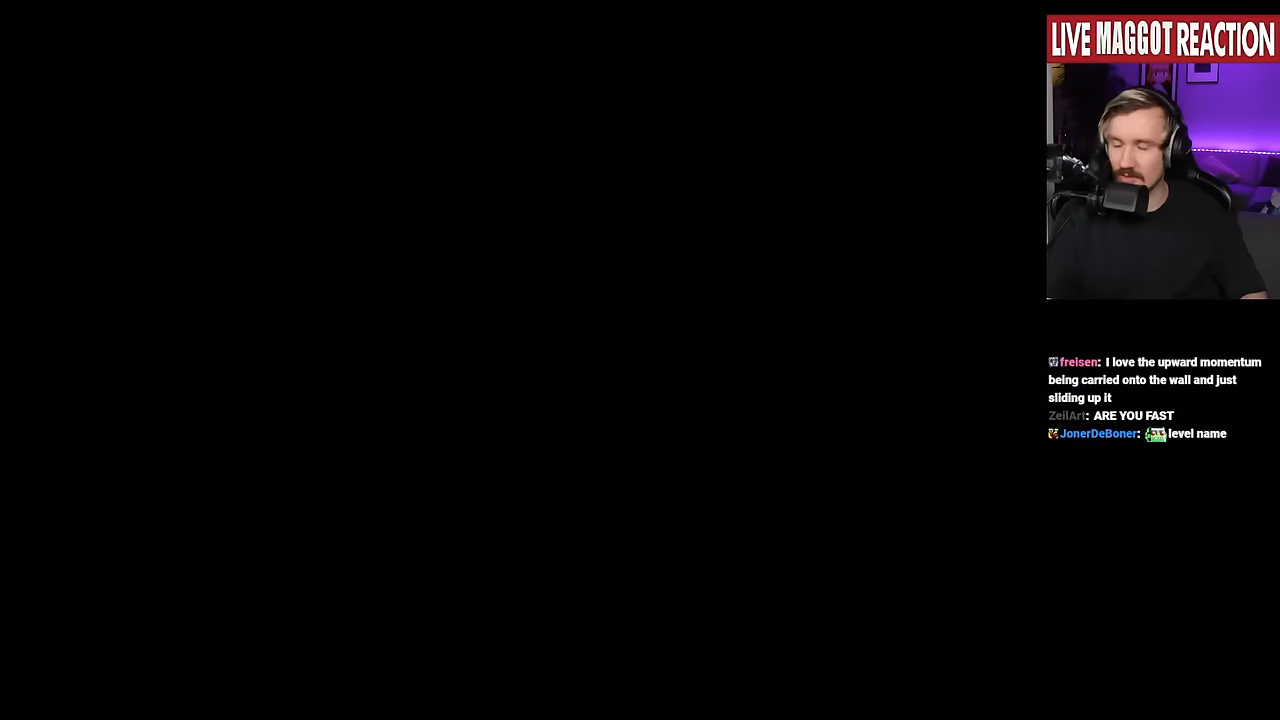 LIVE MAGGOT REACTION
freisen: I love the upward momentum
being carried onto the wall and just
sliding up it
ZeilArt: ARE YOU FAST
JonerDeBoner: level name